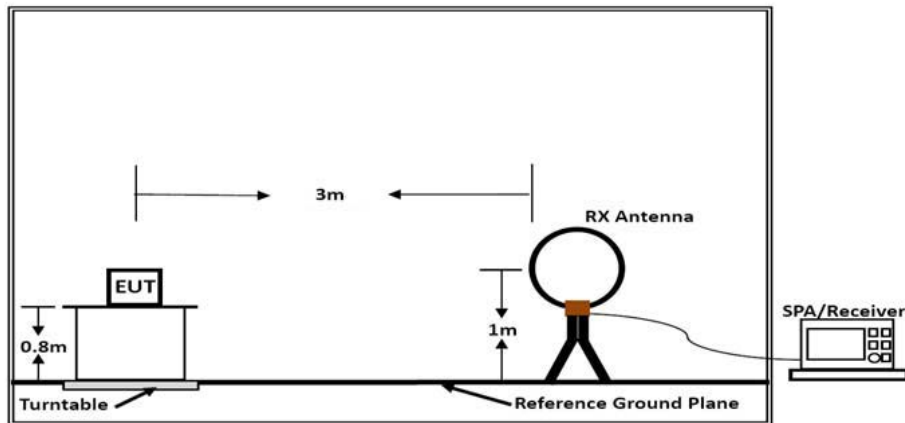 3m
RX Antenna
EUT
SPA/Receiver
0.8m
1m
Turntable
Reference Ground Plane